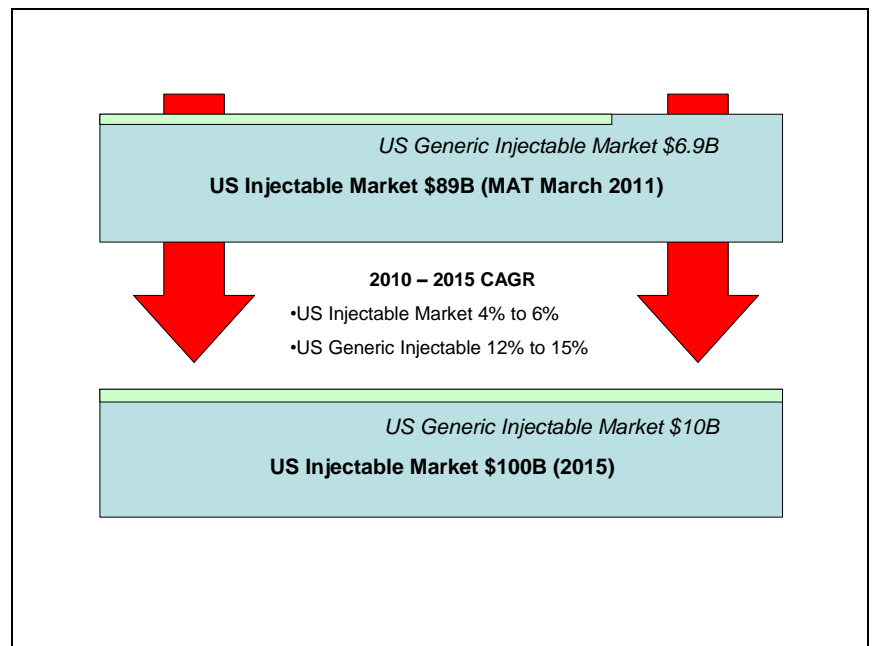 US Generic Injectable Market $6.9B
US Injectable Market $89B (MAT March 2011)
2010 – 2015 CAGR
•US Injectable Market 4% to 6%
•US Generic Injectable 12% to 15%
US Generic Injectable Market $10B
US Injectable Market $100B (2015)